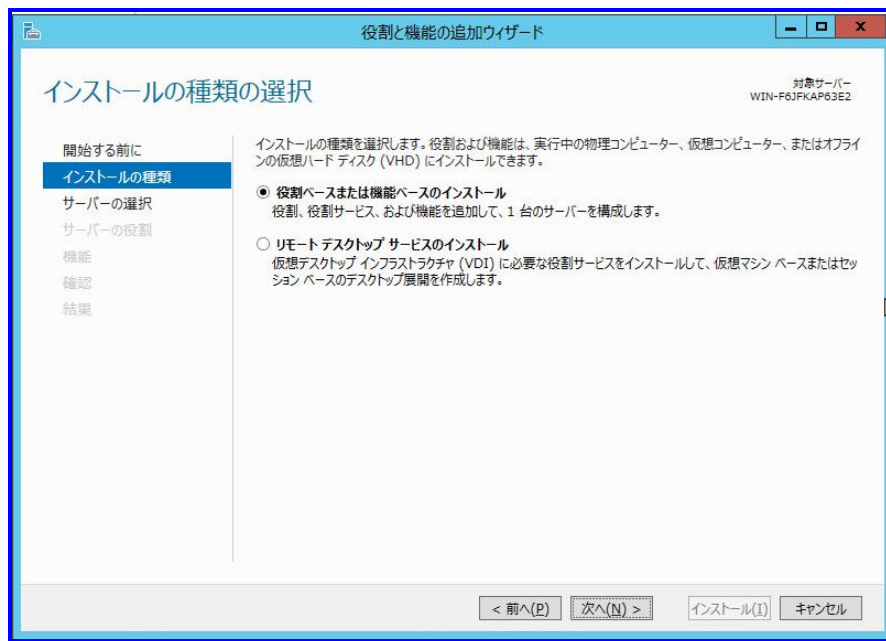 役割と機能の追加ウィザード
インストールの種類の選択
対象サーバー
WIN-F6JFKAP63E2
開始する前に
インストールの種類
サーバーの選択
サーバーの役割
機能
確認
結果
インストールの種類を選択します。役割および機能は、実行中の物理コンピューター、仮想コンピューター、またはオフライ
ンの仮想ハード ディスク (VHD) にインストールできます。
役割ベースまたは機能ベースのインストール
役割、役割サービス、および機能を追加して、1 台のサーバーを構成します。
リモート デスクトップ サービスのインストール
仮想デスクトップ インフラストラクチャ (VDI) に必要な役割サービスをインストールして、仮想マシン ベースまたはセッ
ション ベースのデスクトップ展開を作成します。
< 前へ(P) 次へ(N) > インストール(I) キャンセル